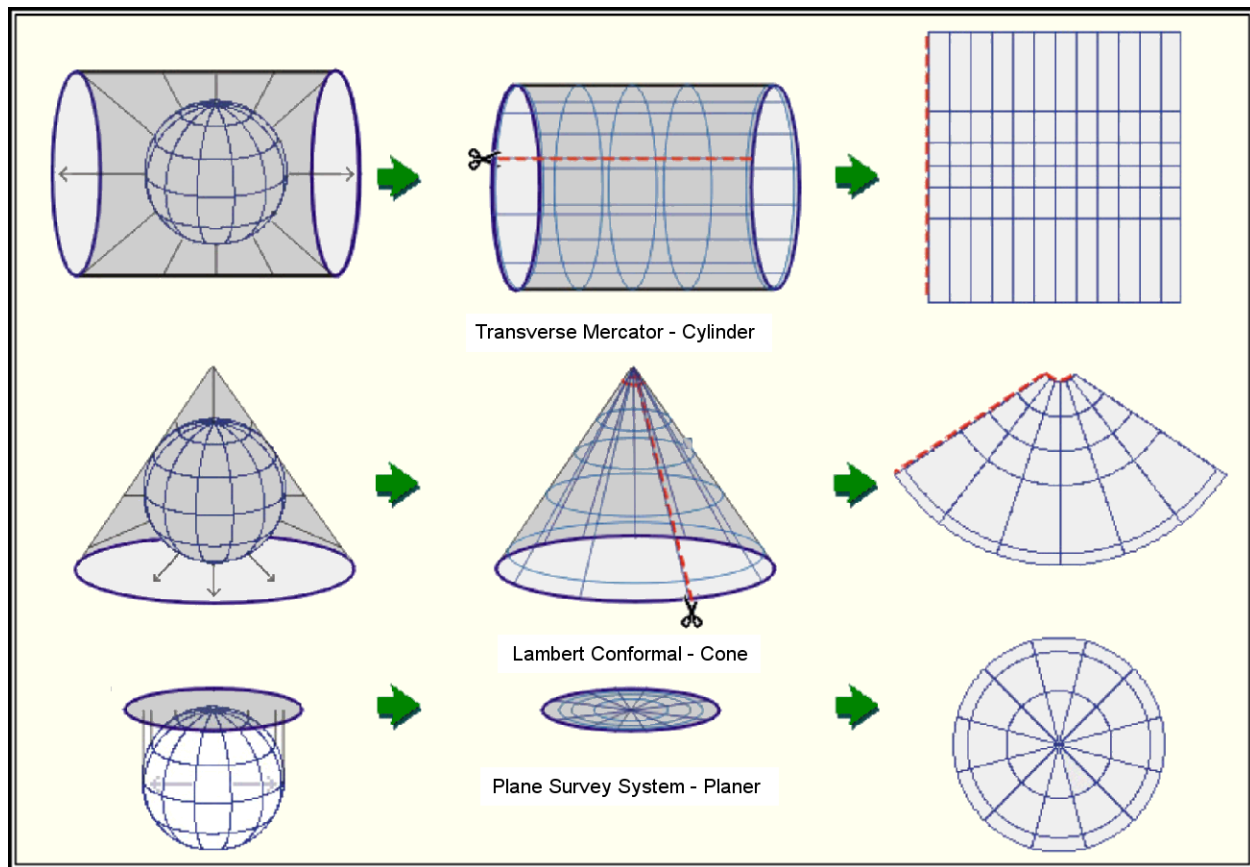 Transverse Mercator - Cylinder
Lambert Conformal - Cone
Plane Survey System - Planer